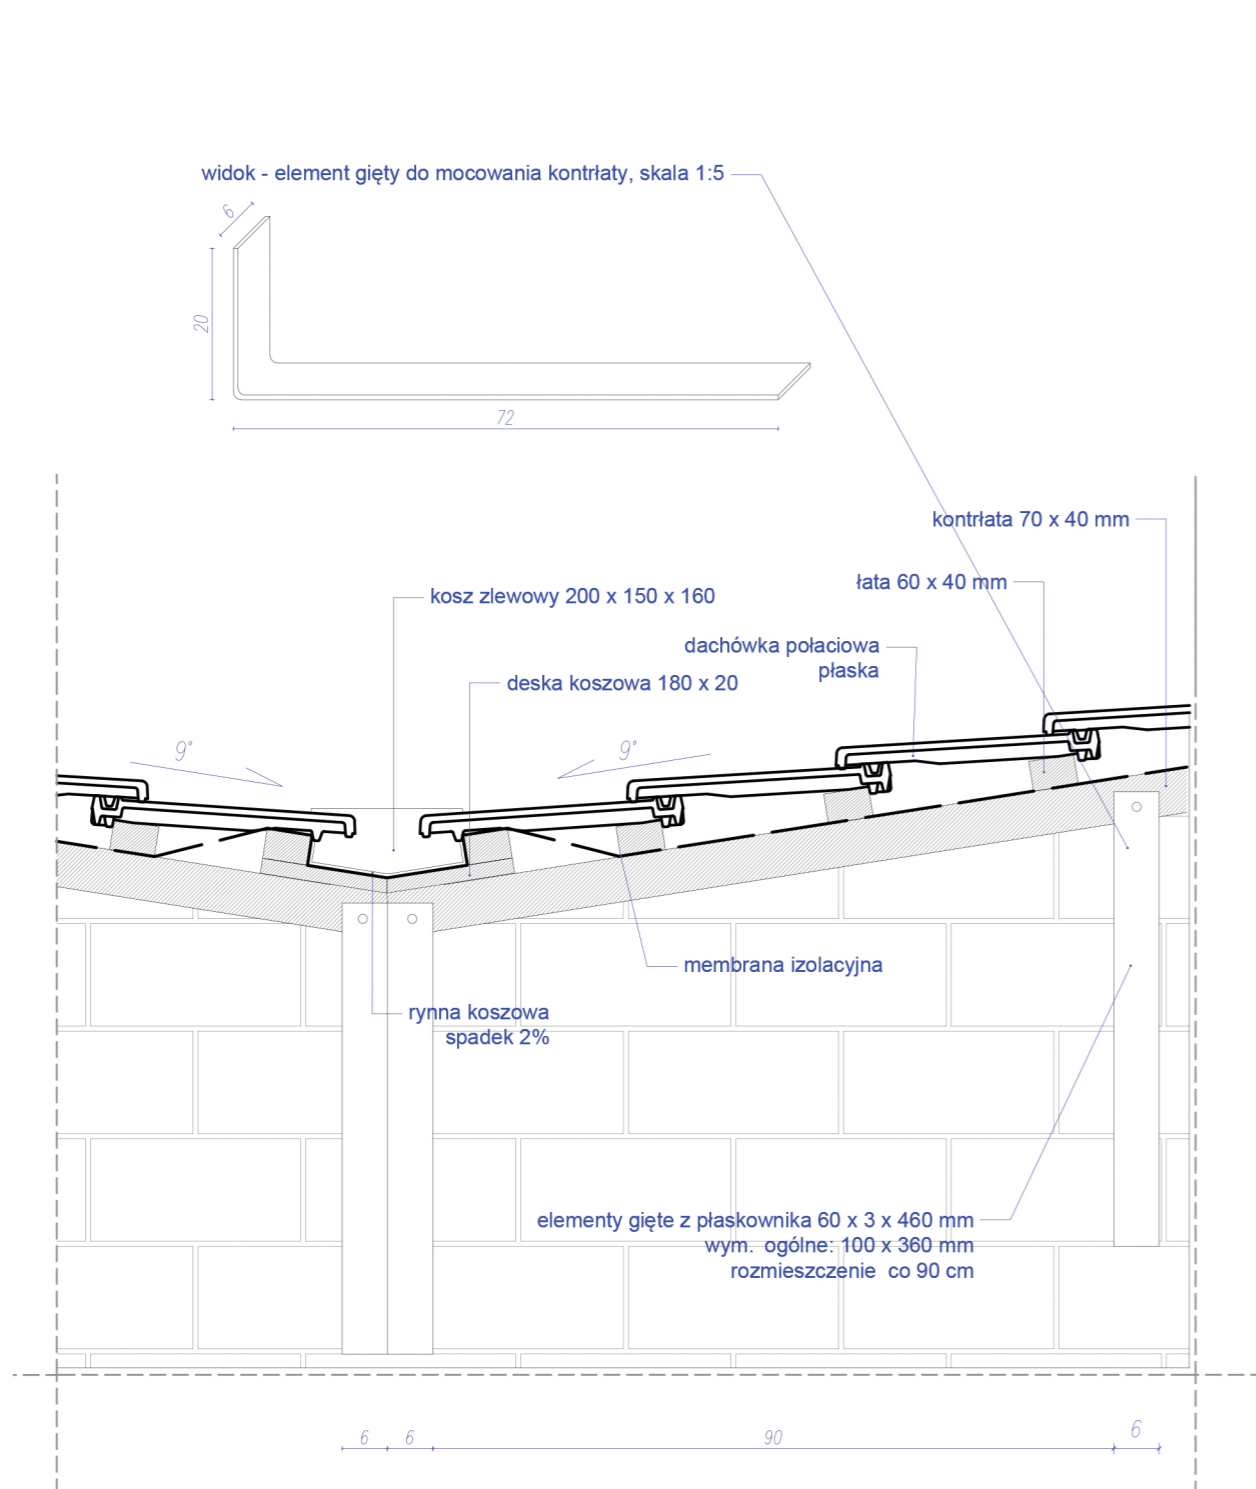 widok - element gięty do mocowania kontrłaty, skala 1:5
6
20
72
kontrłata 70 x 40 mm
łata 60 x 40 mm
kosz zlewowy 200 x 150 x 160
dachówka połaciowa
płaska
deska koszowa 180 x 20
9°
9°
membrana izolacyjna
rynna koszowa
spadek 2%
elementy gięte z płaskownika 60 x 3 x 460 mm
wym. ogólne: 100 x 360 mm
rozmieszczenie co 90 cm
6
6
90
6